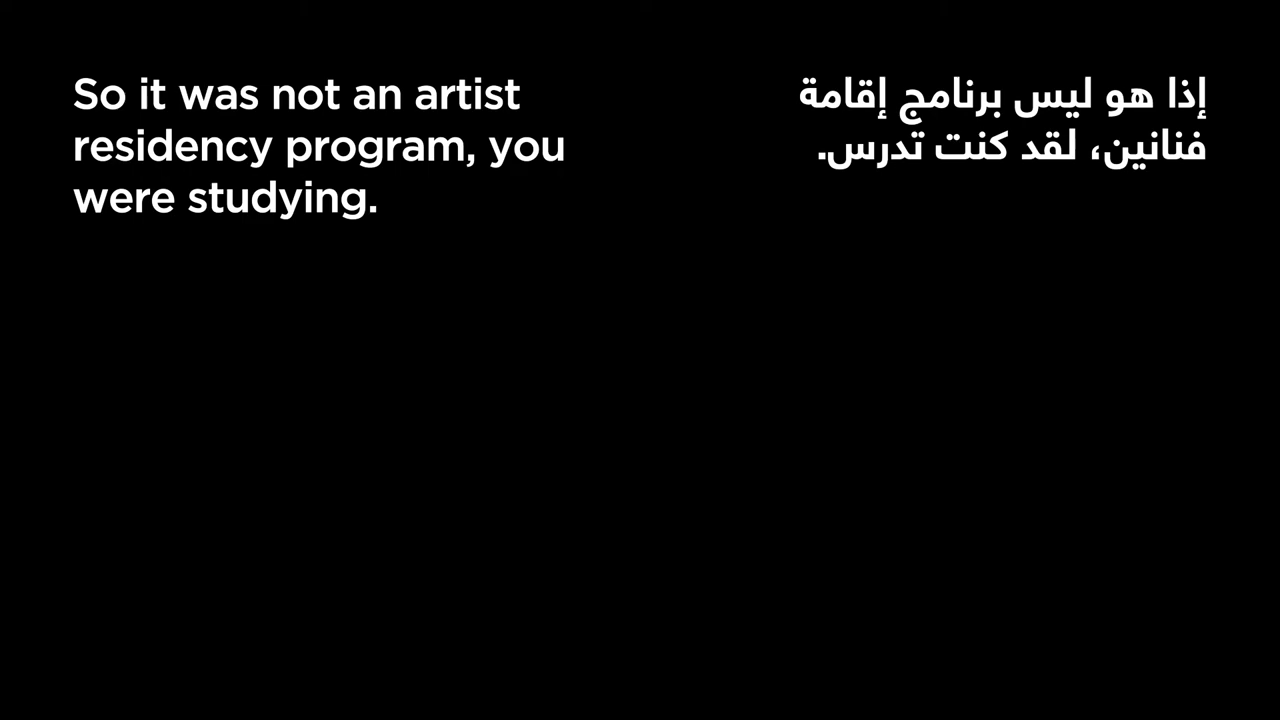 So it was not an artist
residency program, you
were studying.
إذا هو ليس برنامج إقامة
فنانين، لقد كنت تدرس.